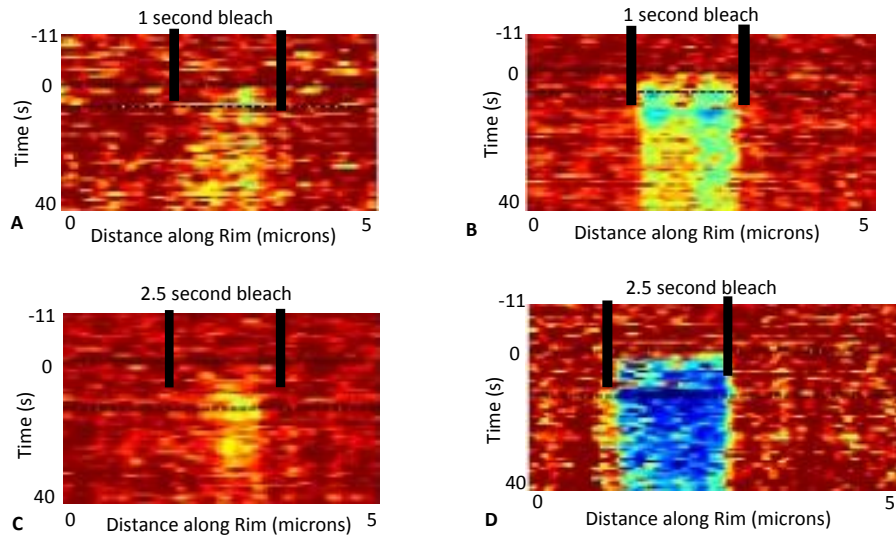 1 second bleach
-11
0
40
Time (s)
0
5
A
Distance along Rim (microns)
1 second bleach
-11
0
40
Time (s)
0
5
B
Distance along Rim (microns)
2.5 second bleach
-11
0
40
Time (s)
0
5
C
Distance along Rim (microns)
2.5 second bleach
-11
0
40
Time (s)
0
5
D
Distance along Rim (microns)